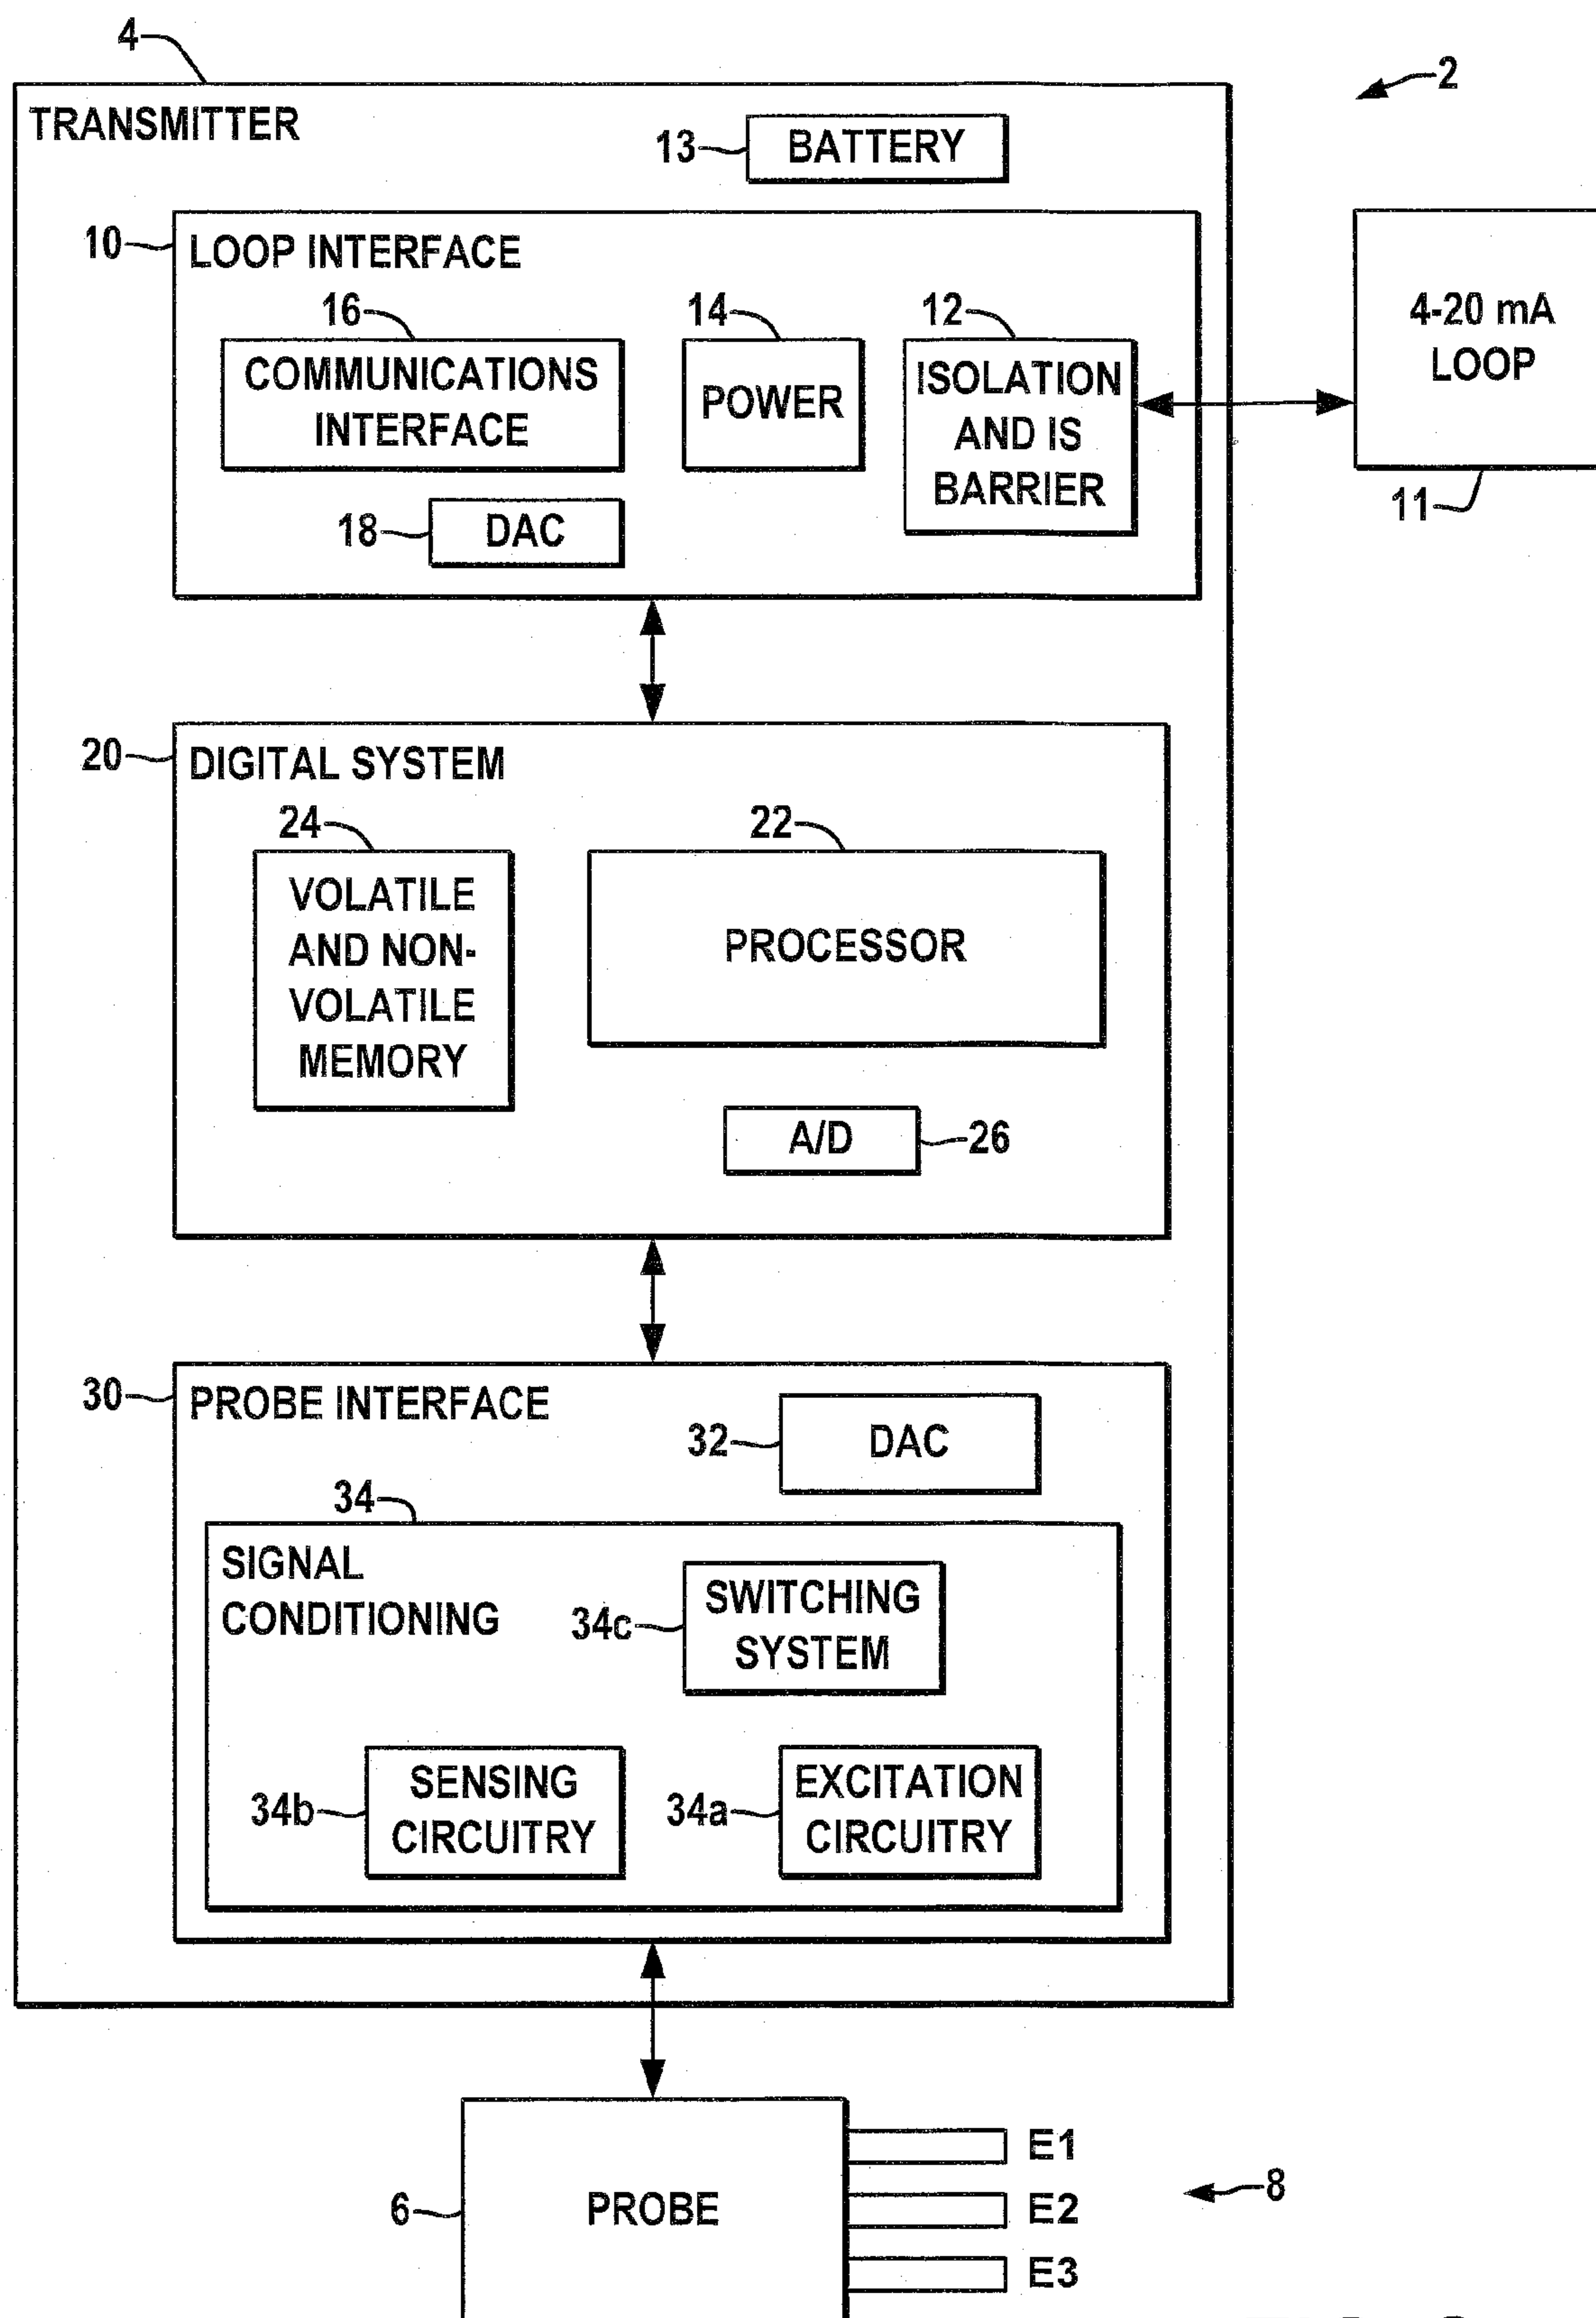 4
2
TRANSMITTER
13
BATTERY
10
LOOP INTERFACE
16
14
12
COMMUNICATIONS
INTERFACE
POWER
ISOLATION
AND IS
BARRIER
4-20 mA
LOOP
11
18
DAC
20
DIGITAL SYSTEM
24
22
VOLATILE
AND NON-
VOLATILE
MEMORY
PROCESSOR
A/D
26
30
PROBE INTERFACE
32
DAC
34
SIGNAL
CONDITIONING
34c
SWITCHING
SYSTEM
34b
SENSING
CIRCUITRY
34a
EXCITATION
CIRCUITRY
6
PROBE
E1
E2
E3
8